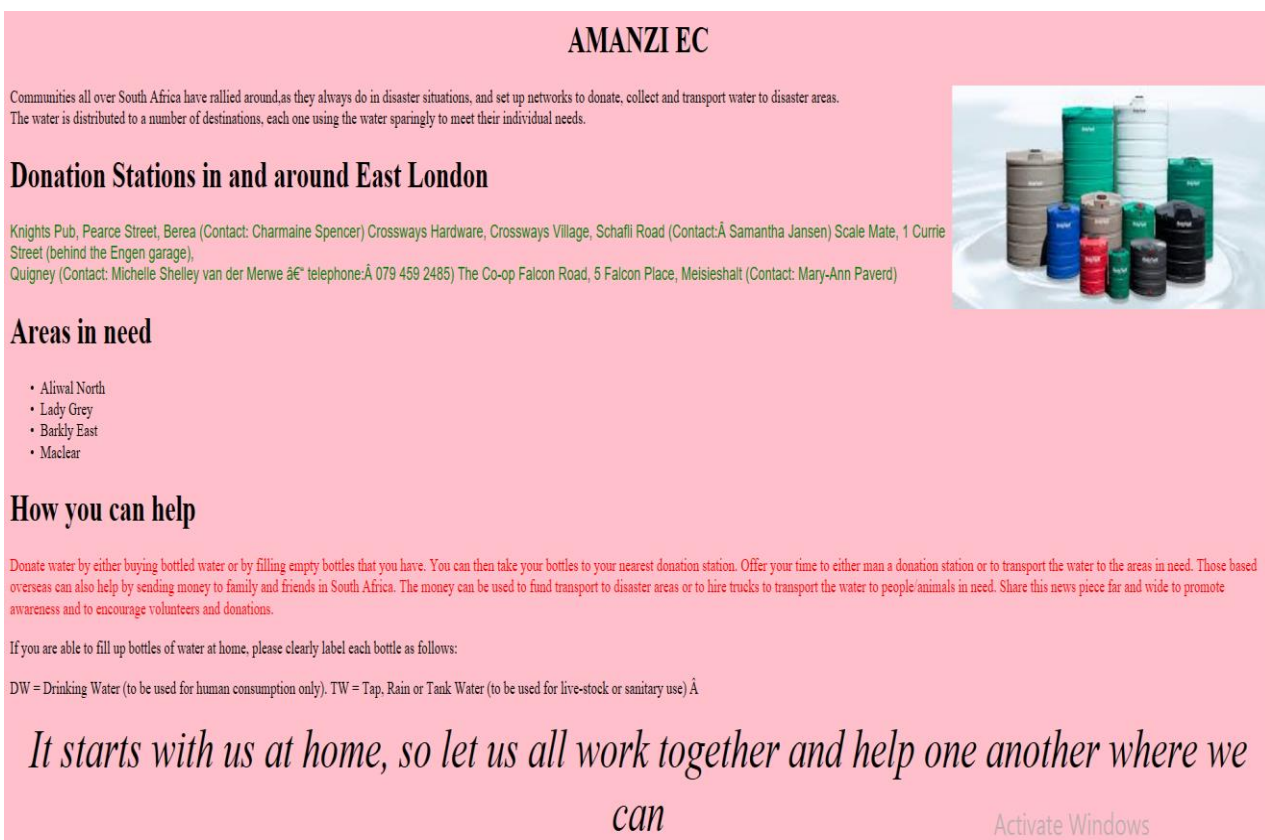 AMANZI EC
Communities all over South Africa have rallied around,as they always do in disaster situations, and set up networks to donate, collect and transport water to disaster areas.
The water is distributed to a number of destinations, each one using the water sparingly to meet their individual needs.
Donation Stations in and around East London
Knights Pub, Pearce Street, Berea (Contact: Charmaine Spencer) Crossways Hardware, Crossways Village, Schafli Road (Contact:Â Samantha Jansen) Scale Mate, 1 Currie
Street (behind the Engen garage),
Quigney (Contact: Michelle Shelley van der Merwe â€“ telephone:Â 079 459 2485) The Co-op Falcon Road, 5 Falcon Place, Meisieshalt (Contact: Mary-Ann Paverd)
Areas in need
• Aliwal North
• Lady Grey
• Barkly East
• Maclear
How you can help
Donate water by either buying bottled water or by filling empty bottles that you have. You can then take your bottles to your nearest donation station. Offer your time to either man a donation station or to transport the water to the areas in need. Those based
overseas can also help by sending money to family and friends in South Africa. The money can be used to fund transport to disaster areas or to hire trucks to transport the water to people/animals in need. Share this news piece far and wide to promote
awareness and to encourage volunteers and donations.
If you are able to fill up bottles of water at home, please clearly label each bottle as follows:
DW = Drinking Water (to be used for human consumption only). TW = Tap, Rain or Tank Water (to be used for live-stock or sanitary use) Â
It starts with us at home, so let us all work together and help one another where we
can
Activate Windows